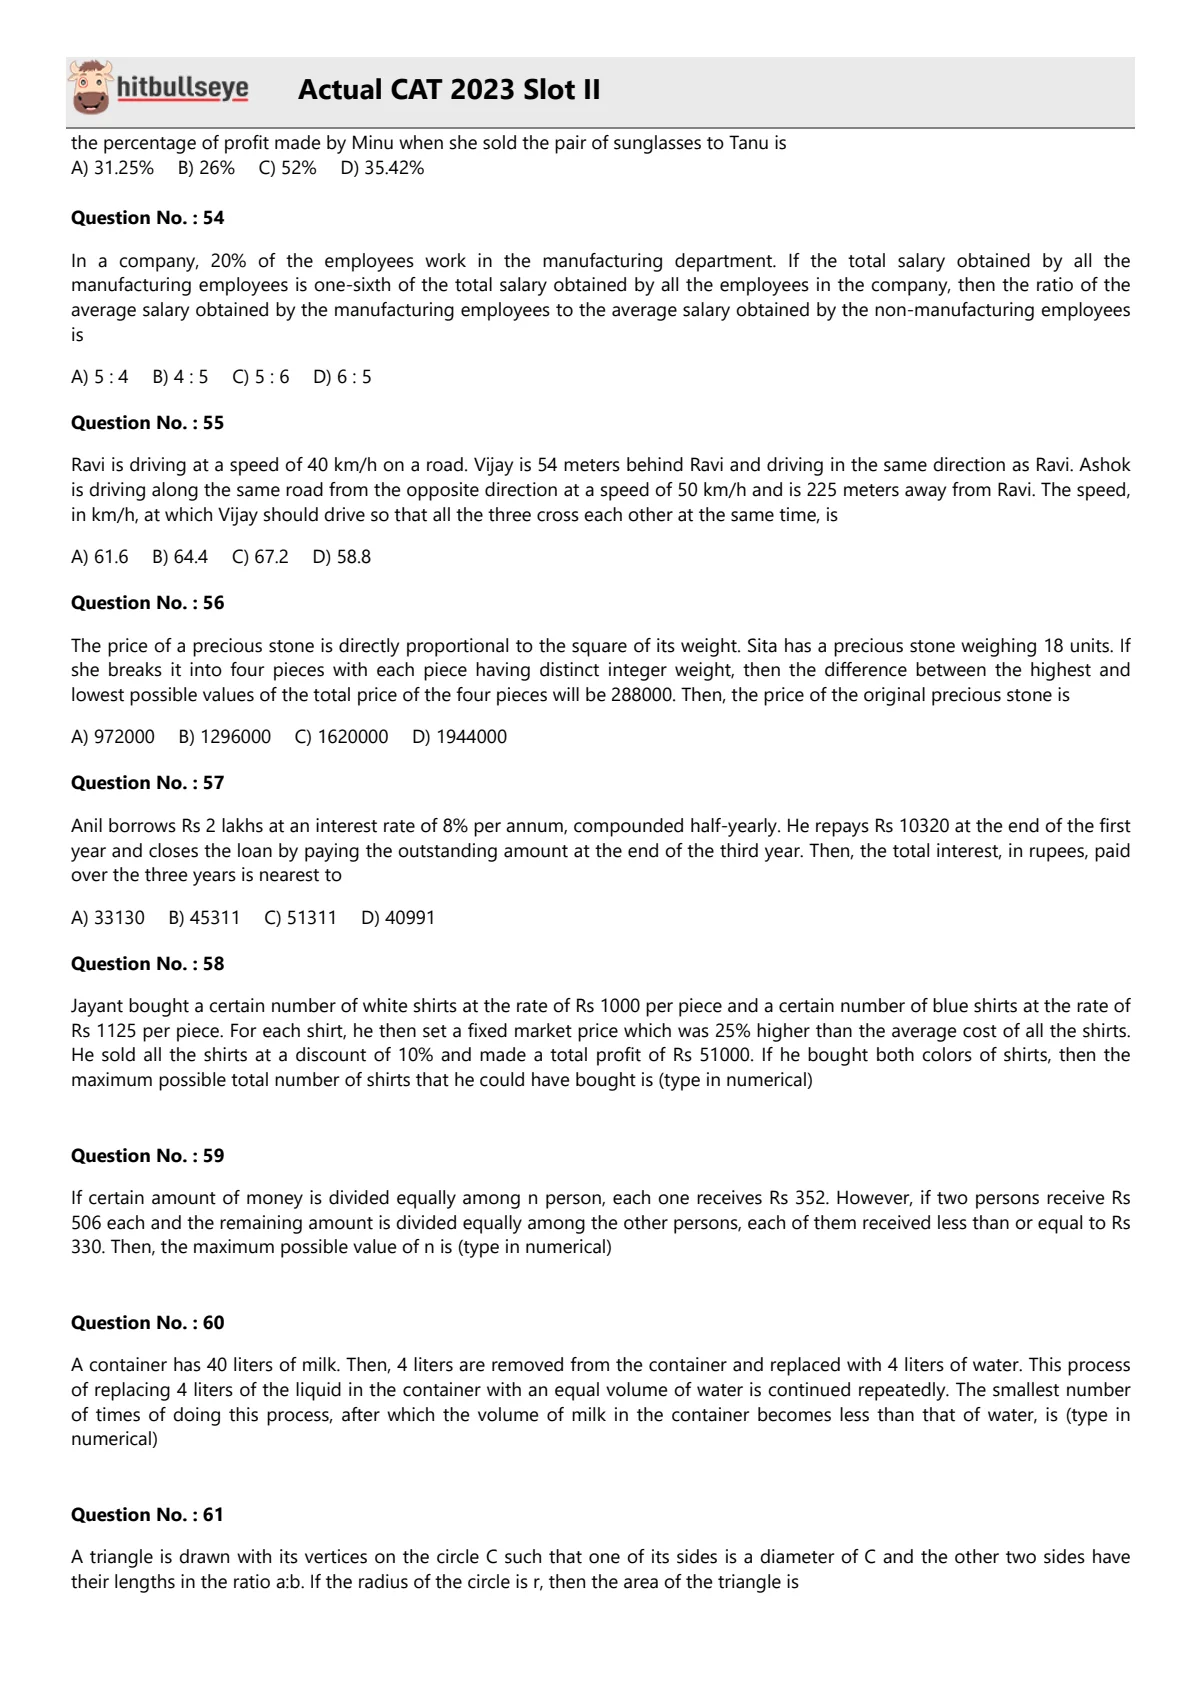 hitbullseye
Actual CAT 2023 Slot II
the percentage of profit made by Minu when she sold the pair of sunglasses to Tanu is
A) 31.25% B) 26% C) 52% D) 35.42%
Question No. : 54
In a company, 20% of the employees work in the manufacturing department. If the total salary obtained by all the
manufacturing employees is one-sixth of the total salary obtained by all the employees in the company, then the ratio of the
average salary obtained by the manufacturing employees to the average salary obtained by the non-manufacturing employees
is
A) 5 : 4 B) 4 : 5 C) 5 : 6 D) 6 : 5
Question No. : 55
Ravi is driving at a speed of 40 km/h on a road. Vijay is 54 meters behind Ravi and driving in the same direction as Ravi. Ashok
is driving along the same road from the opposite direction at a speed of 50 km/h and is 225 meters away from Ravi. The speed,
in km/h, at which Vijay should drive so that all the three cross each other at the same time, is
A) 61.6 B) 64.4 C) 67.2 D) 58.8
Question No. : 56
The price of a precious stone is directly proportional to the square of its weight. Sita has a precious stone weighing 18 units. If
she breaks it into four pieces with each piece having distinct integer weight, then the difference between the highest and
lowest possible values of the total price of the four pieces will be 288000. Then, the price of the original precious stone is
A) 972000 B) 1296000 C) 1620000 D) 1944000
Question No. : 57
Anil borrows Rs 2 lakhs at an interest rate of 8% per annum, compounded half-yearly. He repays Rs 10320 at the end of the first
year and closes the loan by paying the outstanding amount at the end of the third year. Then, the total interest, in rupees, paid
over the three years is nearest to
A) 33130 B) 45311 C) 51311 D) 40991
Question No. : 58
Jayant bought a certain number of white shirts at the rate of Rs 1000 per piece and a certain number of blue shirts at the rate of
Rs 1125 per piece. For each shirt, he then set a fixed market price which was 25% higher than the average cost of all the shirts.
He sold all the shirts at a discount of 10% and made a total profit of Rs 51000. If he bought both colors of shirts, then the
maximum possible total number of shirts that he could have bought is (type in numerical)
Question No. : 59
If certain amount of money is divided equally among n person, each one receives Rs 352. However, if two persons receive Rs
506 each and the remaining amount is divided equally among the other persons, each of them received less than or equal to Rs
330. Then, the maximum possible value of n is (type in numerical)
Question No. : 60
A container has 40 liters of milk. Then, 4 liters are removed from the container and replaced with 4 liters of water. This process
of replacing 4 liters of the liquid in the container with an equal volume of water is continued repeatedly. The smallest number
of times of doing this process, after which the volume of milk in the container becomes less than that of water, is (type in
numerical)
Question No. : 61
A triangle is drawn with its vertices on the circle C such that one of its sides is a diameter of C and the other two sides have
their lengths in the ratio a:b. If the radius of the circle is r, then the area of the triangle is